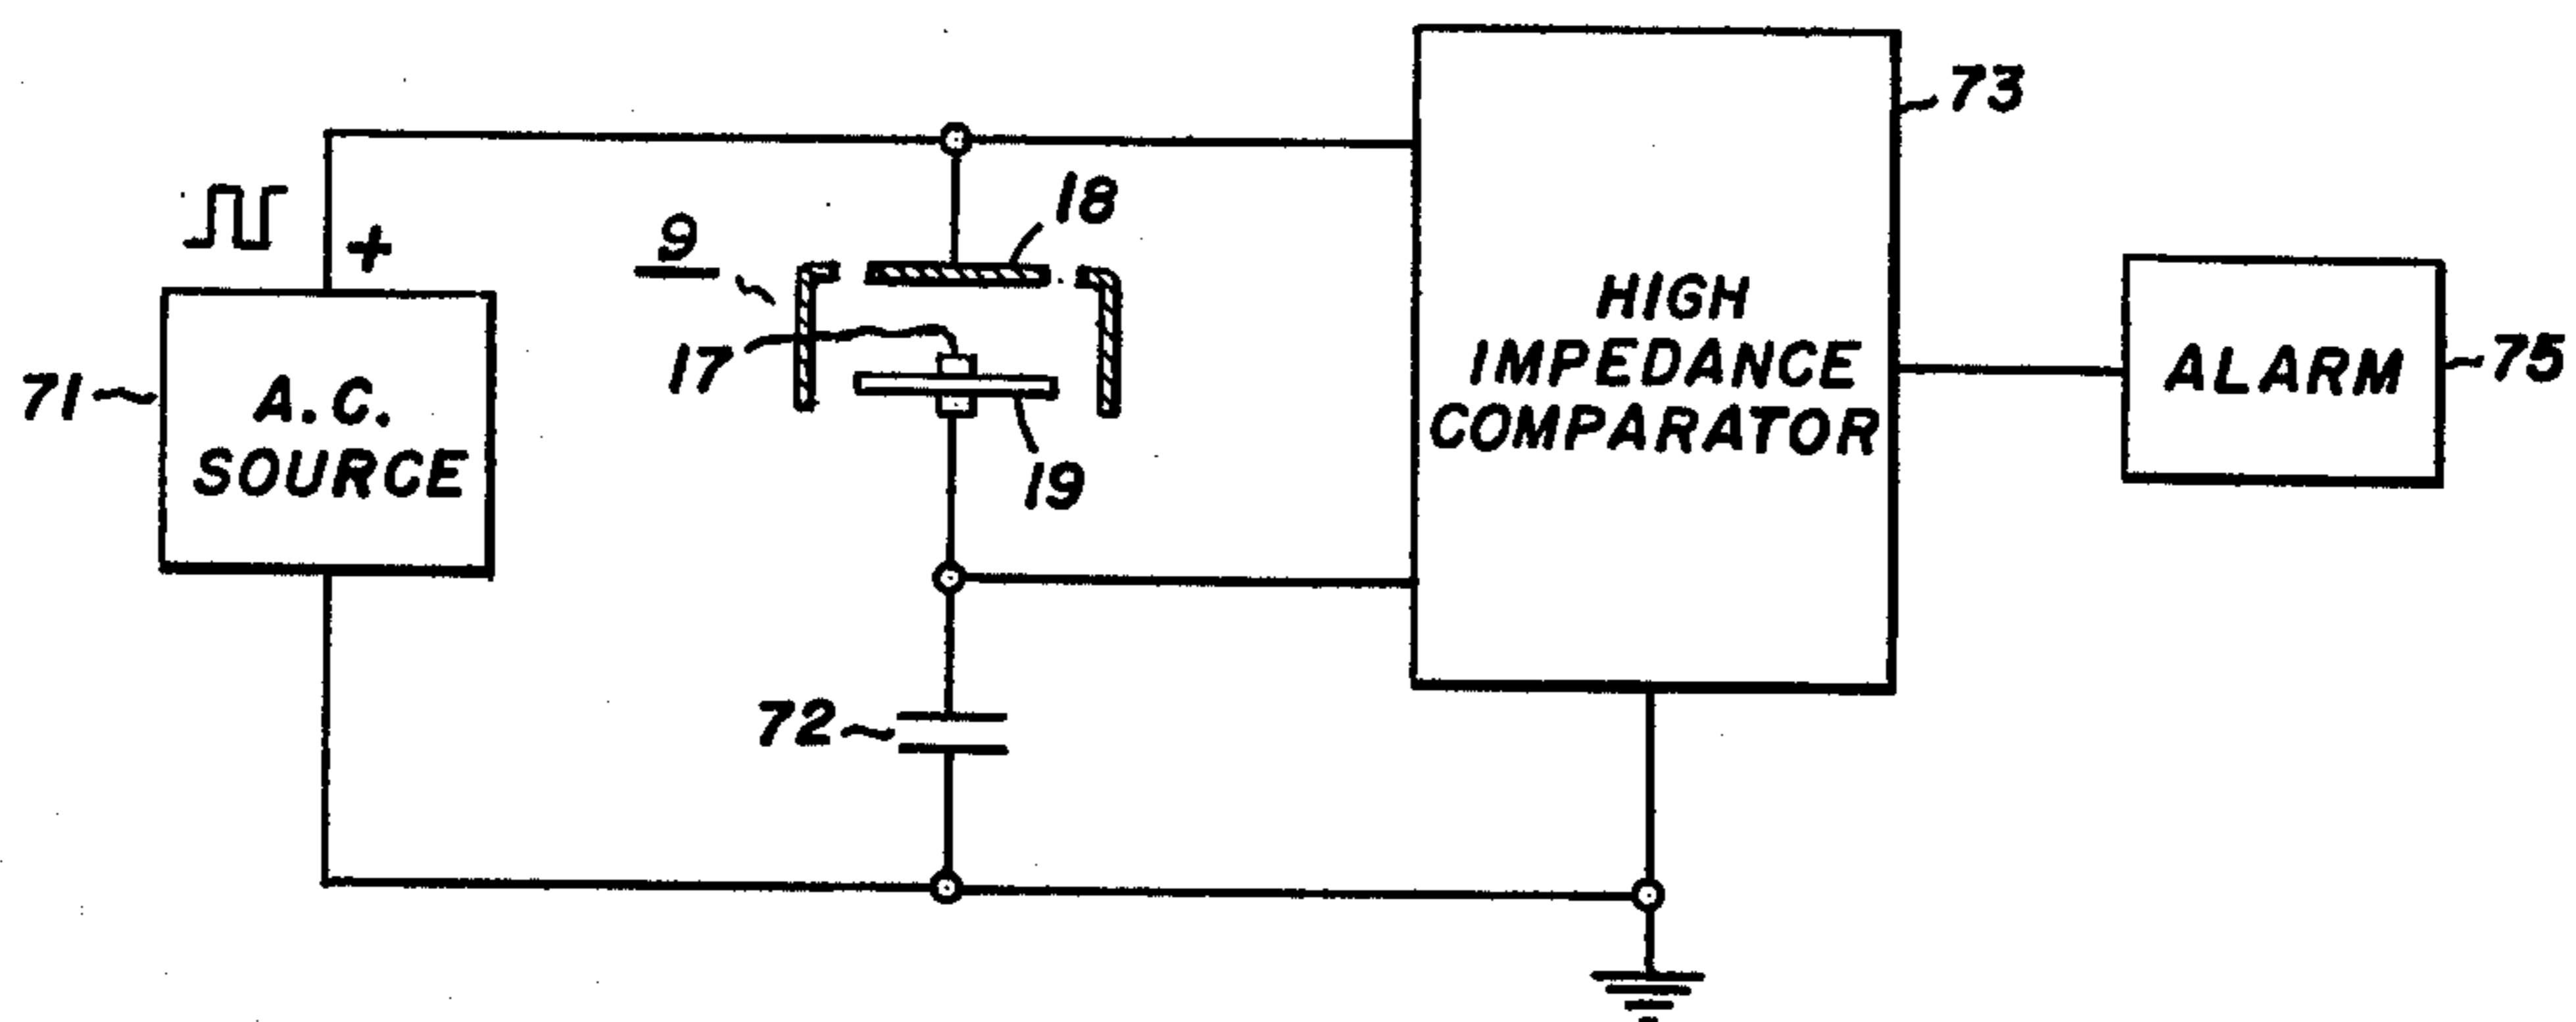 73
18
9
+
HIGH
IMPEDANCE
COMPARATOR
17
71
A.C.
SOURCE
ALARM
75
19
72